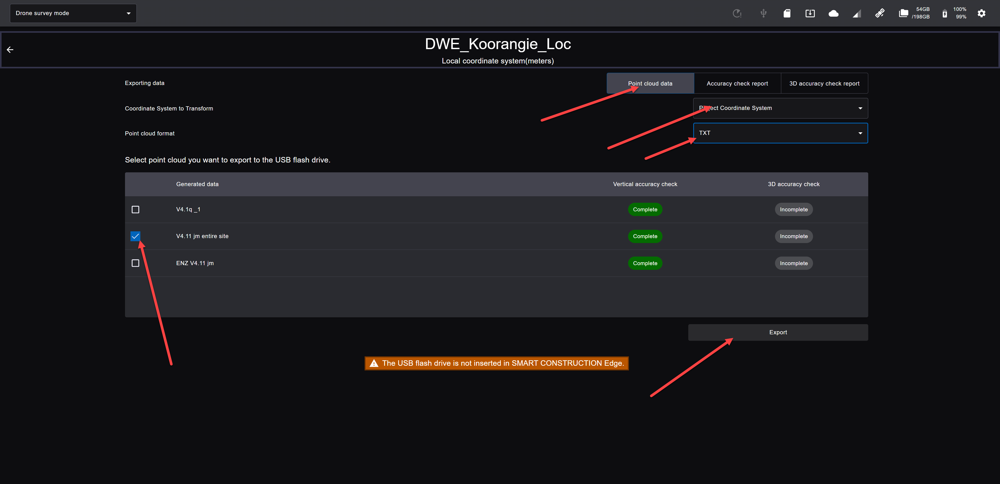 Drone survey mode
54GB
/198GB
100%
99%
DWE_Koorangie_Loc
Local coordinate system(meters)
Exporting data
Point cloud data
Accuracy check report
3D accuracy check report
Coordinate System to Transform
Project Coordinate System
Point cloud format
TXT
Select point cloud you want to export to the USB flash drive.
Generated data
Vertical accuracy check
3D accuracy check
V4.1q _1
Complete
Incomplete
V4.11 jm entire site
Complete
Incomplete
ENZ V4.11 jm
Complete
Incomplete
Export
The USB flash drive is not inserted in SMART CONSTRUCTION Edge.